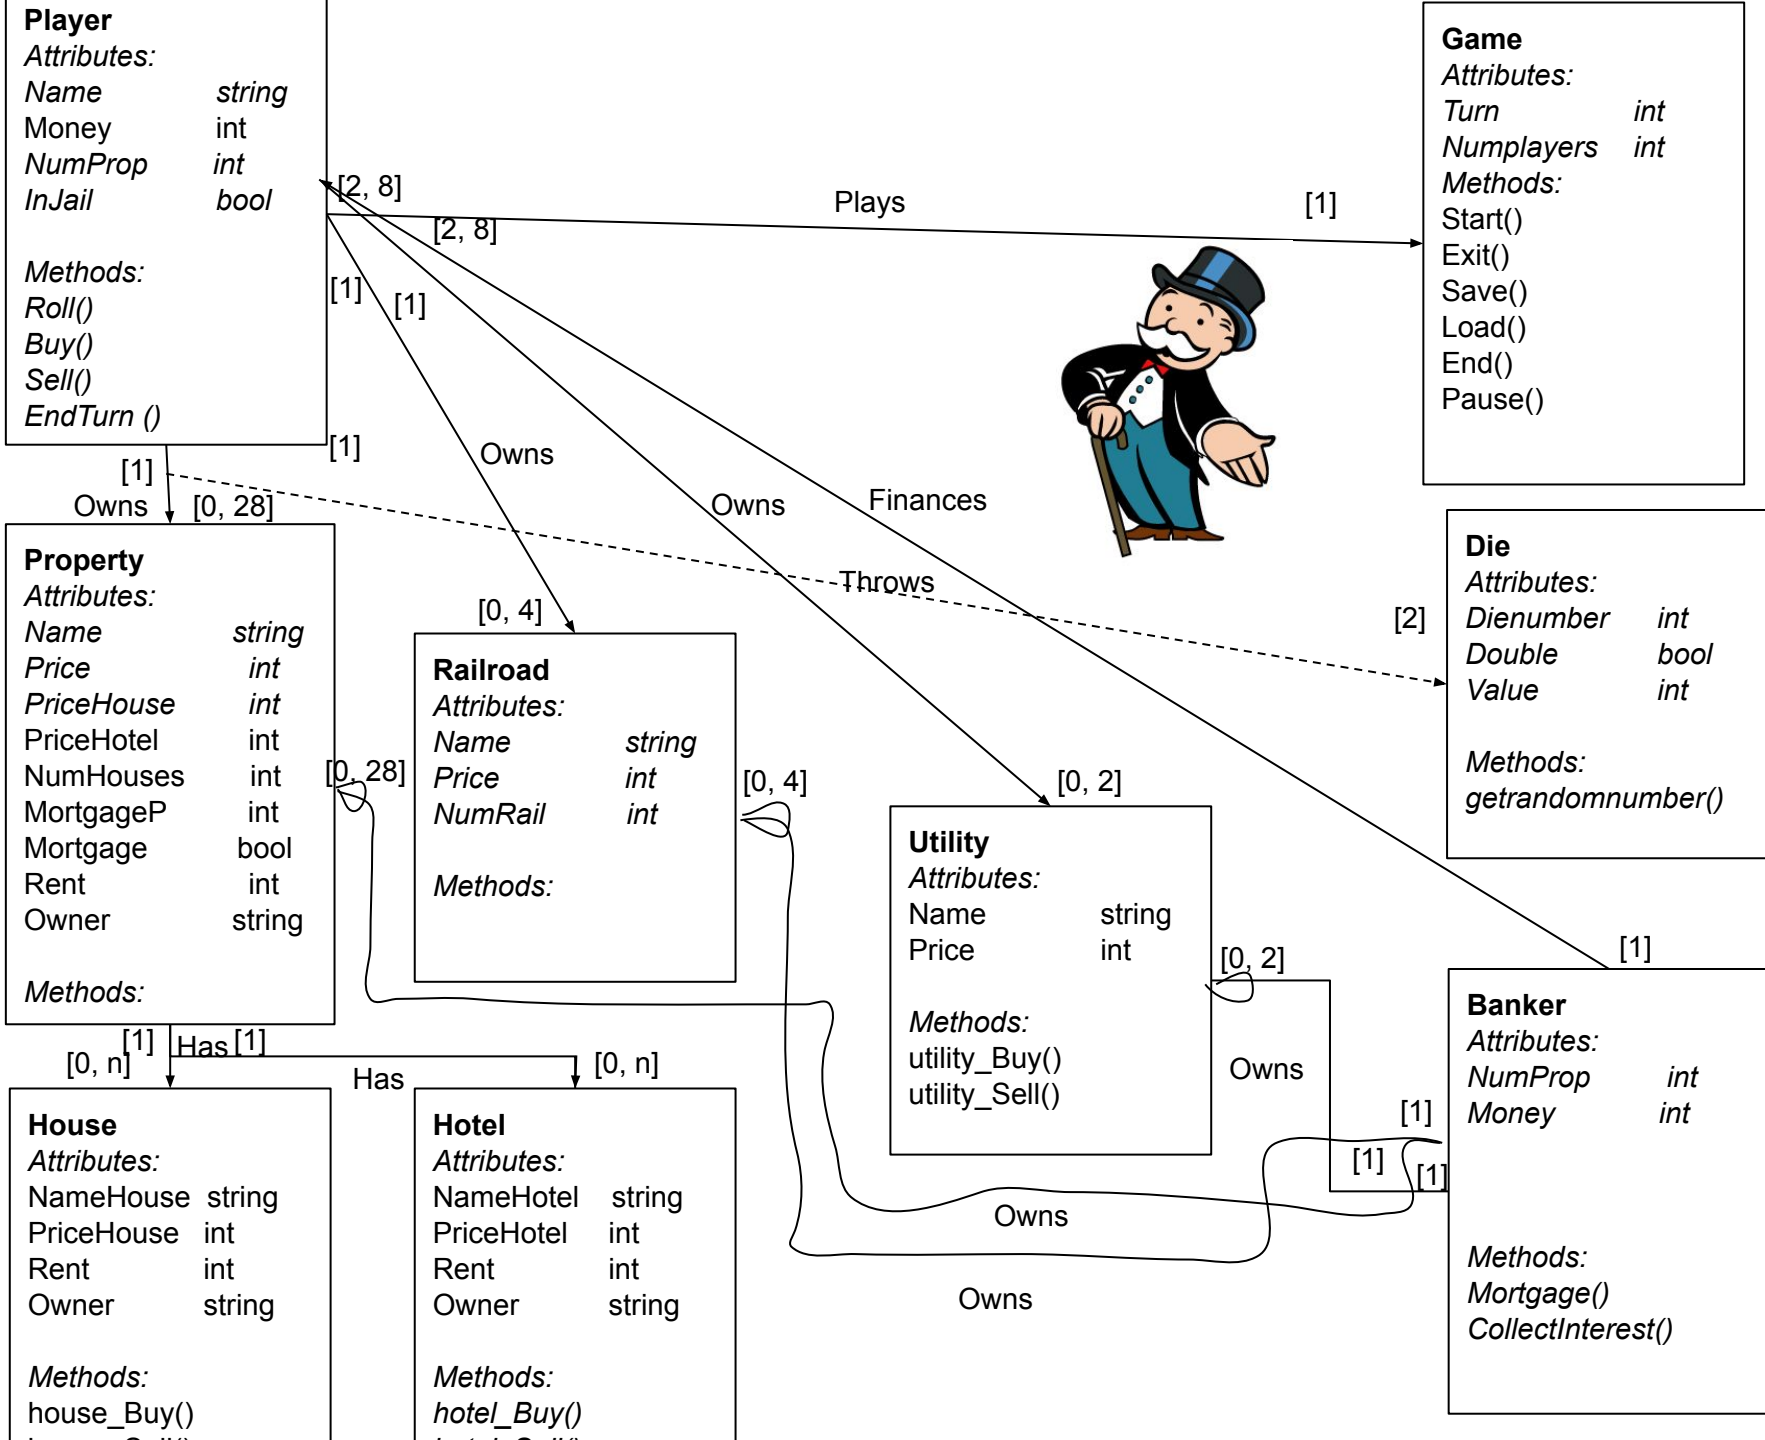 Player
Attributes:
Name string
Money int
NumProp int
InJail bool
Methods:
Roll()
Buy()
Sell()
EndTurn ()
[2, 8]
[2, 8]
Plays
[1]
[1]
[1]
[1]
[1]
Owns
[0, 28]
Owns
Owns
Finances
Throws
[2]
Game
Attributes:
Turn int
Numplayers int
Methods:
Start()
Exit()
Save()
Load()
End()
Pause()
Property
Attributes:
Name string
Price int
PriceHouse int
PriceHotel int
NumHouses int
MortgageP int
Mortgage bool
Rent int
Owner string
Methods:
[0, 28]
[0, 4]
Railroad
Attributes:
Name string
Price int
NumRail int
Methods:
[0, 4]
[0, 2]
Utility
Attributes:
Name string
Price int
Methods:
utility_Buy()
utility_Sell()
[0, 2]
Owns
Die
Attributes:
Dienumber int
Double bool
Value int
Methods:
getrandomnumber()
[1]
Banker
Attributes:
NumProp int
Money int
Methods:
Mortgage()
CollectInterest()
[1]
[1]
[1]
Owns
Owns
[1]
Has [1]
[0, n]
Has
[0, n]
House
Attributes:
NameHouse string
PriceHouse int
Rent int
Owner string
Methods:
house_Buy()
Hotel
Attributes:
NameHotel string
PriceHotel int
Rent int
Owner string
Methods:
hotel_Buy()